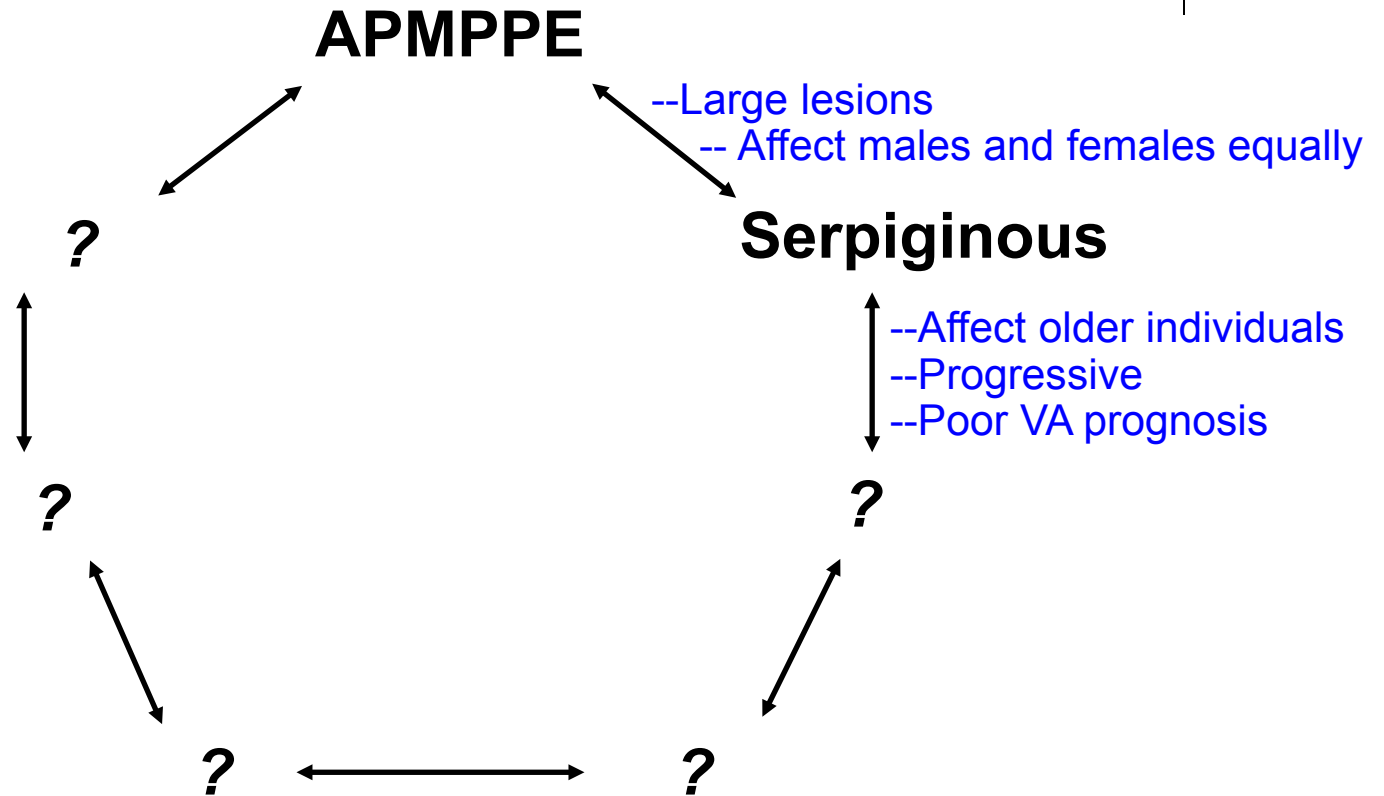 APMPPE
--Large lesions
-- Affect males and females equally
?
Serpiginous
--Affect older individuals
--Progressive
--Poor VA prognosis
?
?
?
?